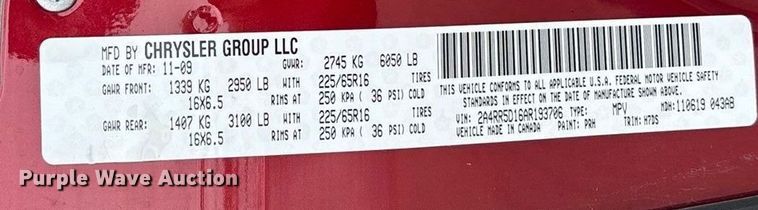 MFD BY CHRYSLER GROUP LLC
DATE OF MFR: 11-09 GVWR: 2745 KG 6050 LB
GAWR FRONT: 1339 KG 2950 LB WITH 225/65R16 TIRES
16X6.5 RIMS AT 250 KPA ( 36 PSI) COLD
GAWR REAR: 1407 KG 3100 LB WITH 225/65R16 TIRES
16X6.5 RIMS AT 250 KPA ( 36 PSI) COLD
THIS VEHICLE CONFORMS TO ALL APPLICABLE U.S.A. FEDERAL MOTOR VEHICLE SAFETY
STANDARDS IN EFFECT ON THE DATE OF MANUFACTURE SHOWN ABOVE.
VIN: 2A4RR5D16AR193706 TYPE: MPV MDH: 110619 043AB
VEHICLE MADE IN CANADA PAINT: PRH TRIM: H7DS
Purple Wave Auction